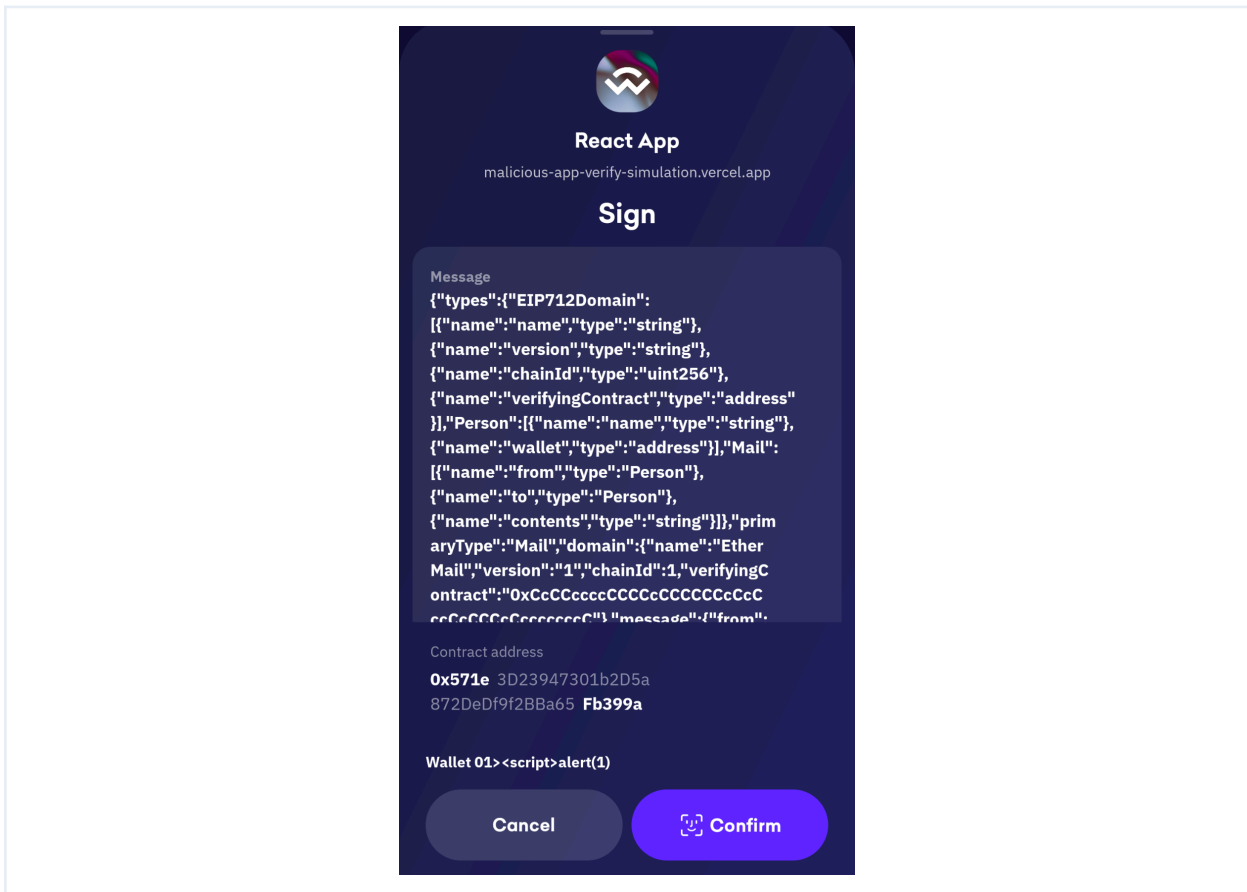 React App
malicious-app-verify-simulation.vercel.app
Sign
Message
{"types":{"EIP712Domain":
[{"name":"name","type":"string"},
{"name":"version","type":"string"},
{"name":"chainId","type":"uint256"},
{"name":"verifyingContract","type":"address"
}],"Person":[{"name":"name","type":"string"},
{"name":"wallet","type":"address"}],"Mail":
[{"name":"from","type":"Person"},
{"name":"to","type":"Person"},
{"name":"contents","type":"string"}]},"prim
aryType":"Mail","domain":{"name":"Ether
Mail","version":"1","chainId":1,"verifyingC
ontract":"0xCcCCccccCCCCcCCCCCCcCcC
ccCcCCCcCcccccccC"},"message":{"from":
Contract address
0x571e 3D23947301b2D5a
872DeDf9f2BBa65 Fb399a
Wallet 01><script>alert(1)
Cancel Confirm